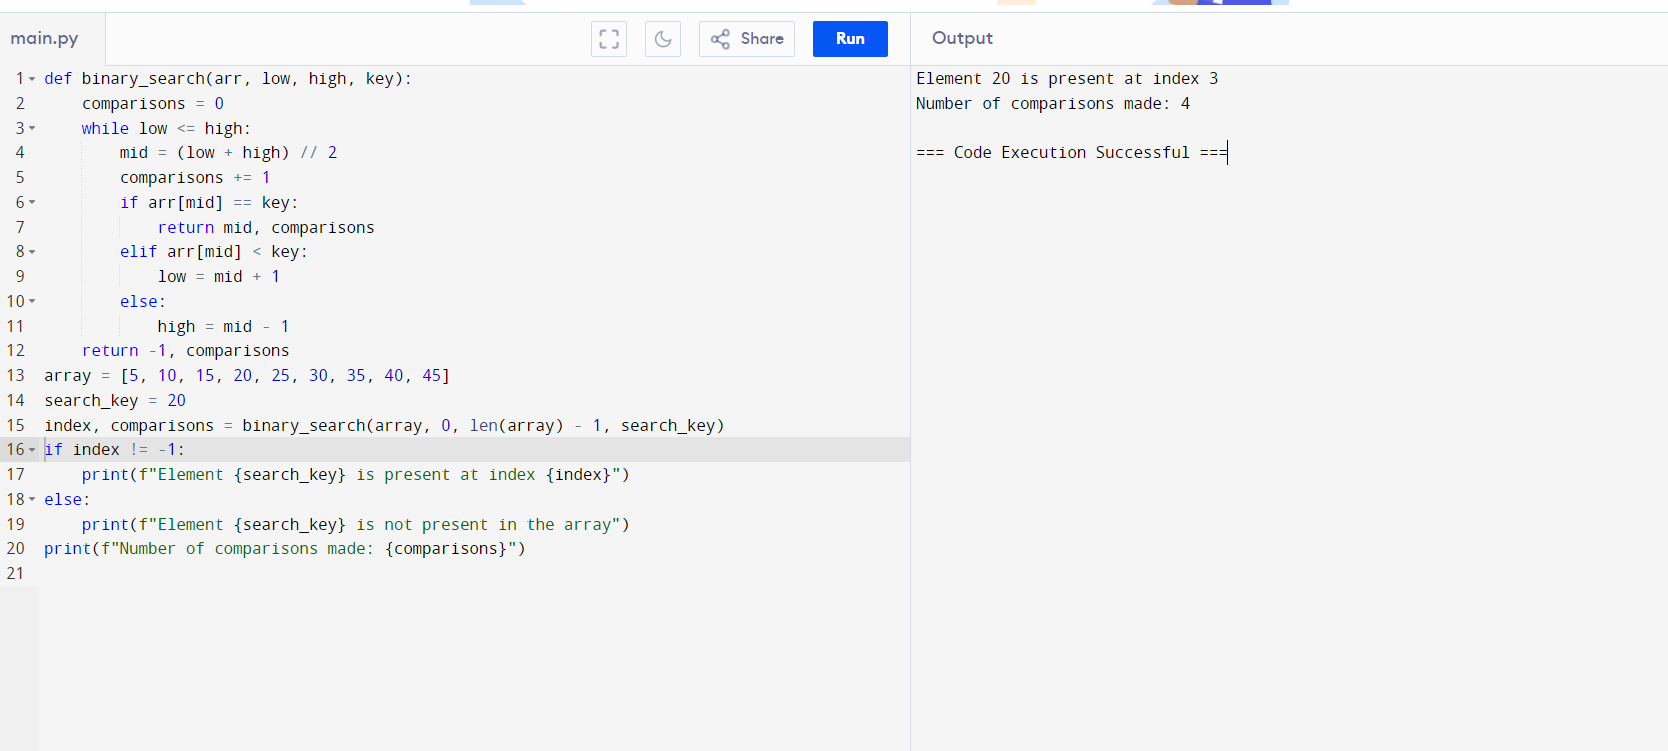 main.py
Share
Run
Output
1 def binary_search(arr, low, high, key):
2     comparisons = 0
3     while low <= high:
4         mid = (low + high) // 2
5         comparisons += 1
6         if arr[mid] == key:
7             return mid, comparisons
8         elif arr[mid] < key:
9             low = mid + 1
10         else:
11             high = mid - 1
12     return -1, comparisons
13 array = [5, 10, 15, 20, 25, 30, 35, 40, 45]
14 search_key = 20
15 index, comparisons = binary_search(array, 0, len(array) - 1, search_key)
16 if index != -1:
17     print(f"Element {search_key} is present at index {index}")
18 else:
19     print(f"Element {search_key} is not present in the array")
20 print(f"Number of comparisons made: {comparisons}")
21
Element 20 is present at index 3
Number of comparisons made: 4
=== Code Execution Successful ===